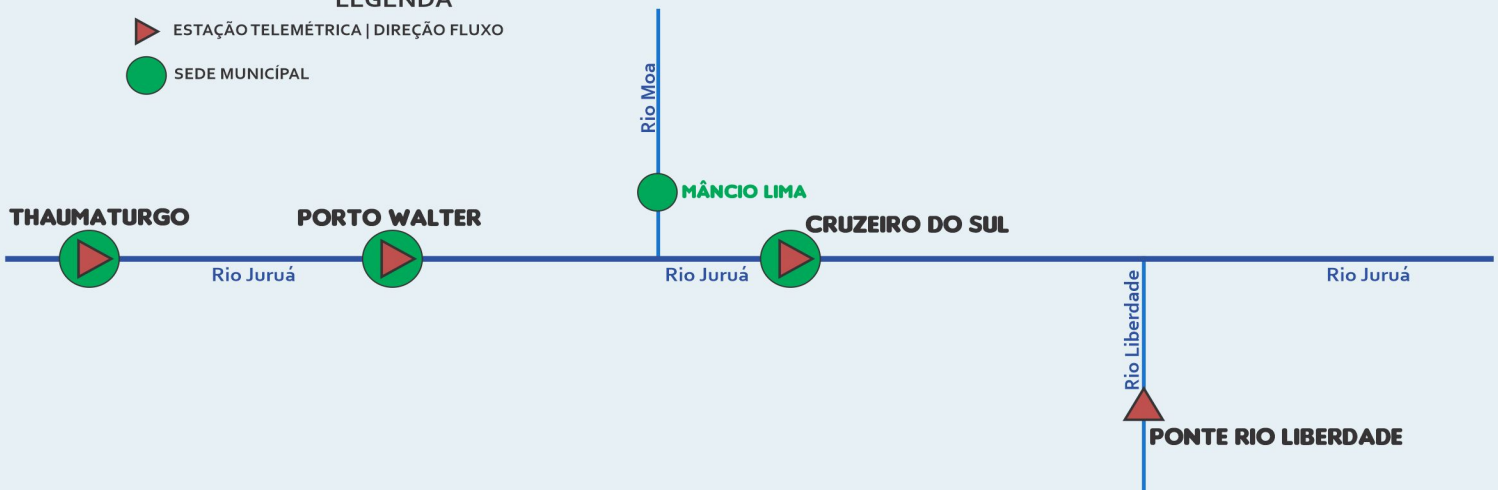 LEGENDA
ESTAÇÃO TELEMÉTRICA | DIREÇÃO FLUXO
SEDE MUNICÍPAL
Rio Moa
MÂNCIO LIMA
THAUMATURGO
PORTO WALTER
CRUZEIRO DO SUL
Rio Juruá
Rio Juruá
Rio Juruá
Rio Liberdade
PONTE RIO LIBERDADE